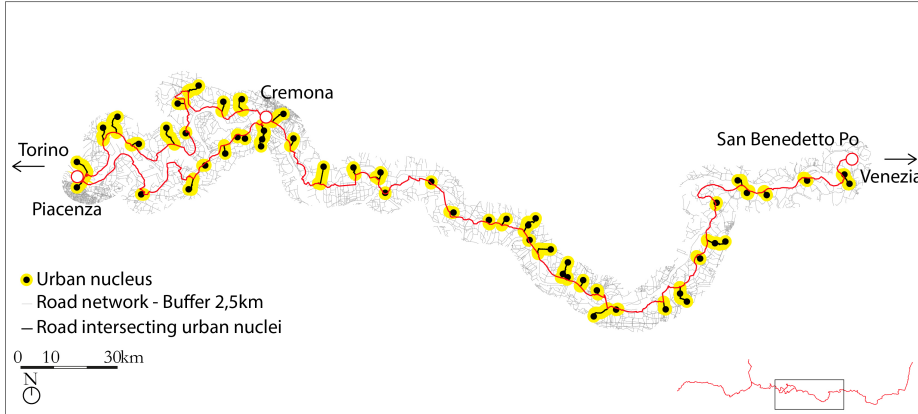 Cremona
Torino
San Benedetto Po
Venezia
Piacenza
Urban nucleus
Road network - Buffer 2,5km
Road intersecting urban nuclei
0 10 30km
N